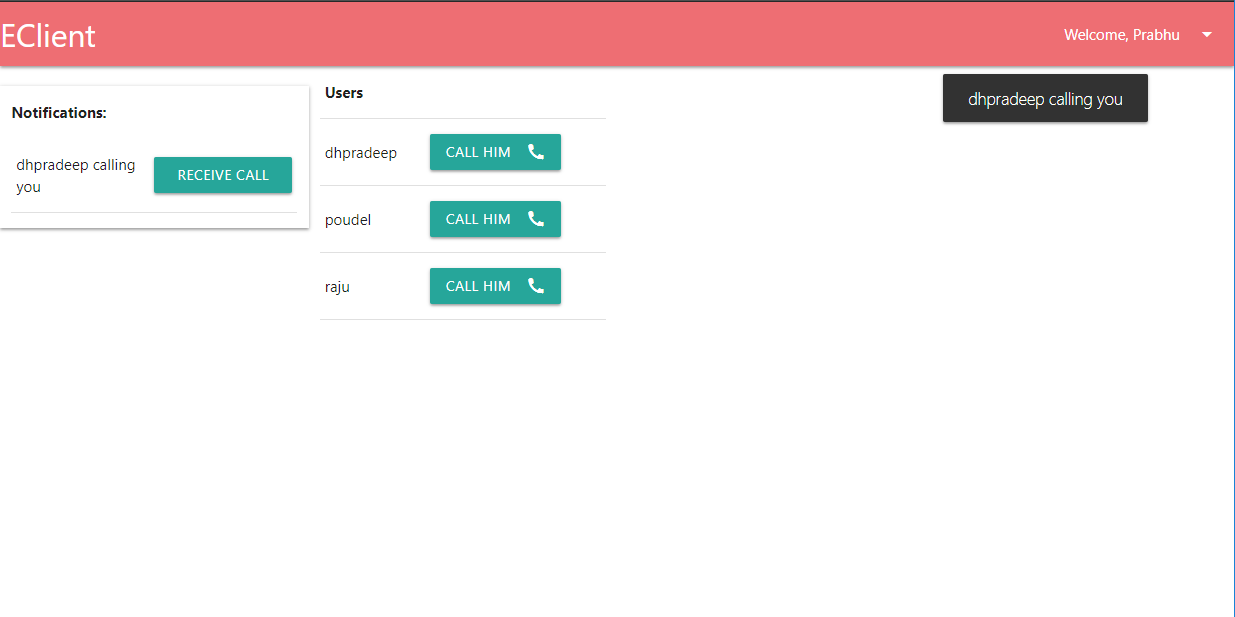 EClient
Welcome, Prabhu
Notifications:
dhpradeep calling
you
RECEIVE CALL
Users
dhpradeep CALL HIM
poudel CALL HIM
raju CALL HIM
dhpradeep calling you